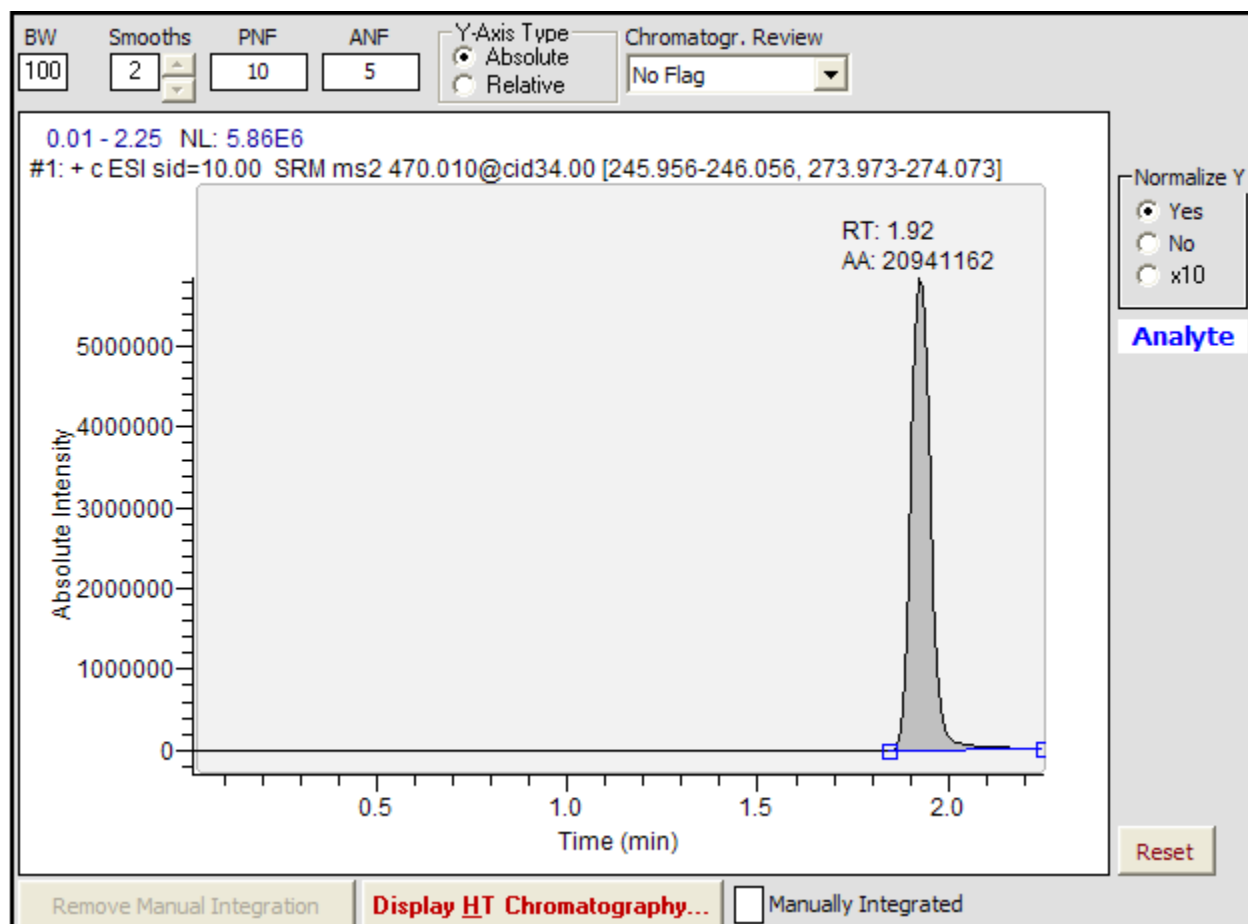 BW Smooths PNF ANF Y-Axis Type Chromatogr. Review
100 2 10 5 Absolute No Flag
Relative
0.01 - 2.25 NL: 5.86E6
#1: + c ESI sid=10.00 SRM ms2 470.010@cid34.00 [245.956-246.056, 273.973-274.073]
Normalize Y
Yes
No
x10
Analyte
RT: 1.92
AA: 20941162
5000000
4000000
3000000
2000000
1000000
0
Absolute Intensity
0.5 1.0 1.5 2.0
Time (min)
Reset
Remove Manual Integration Display HT Chromatography... Manually Integrated